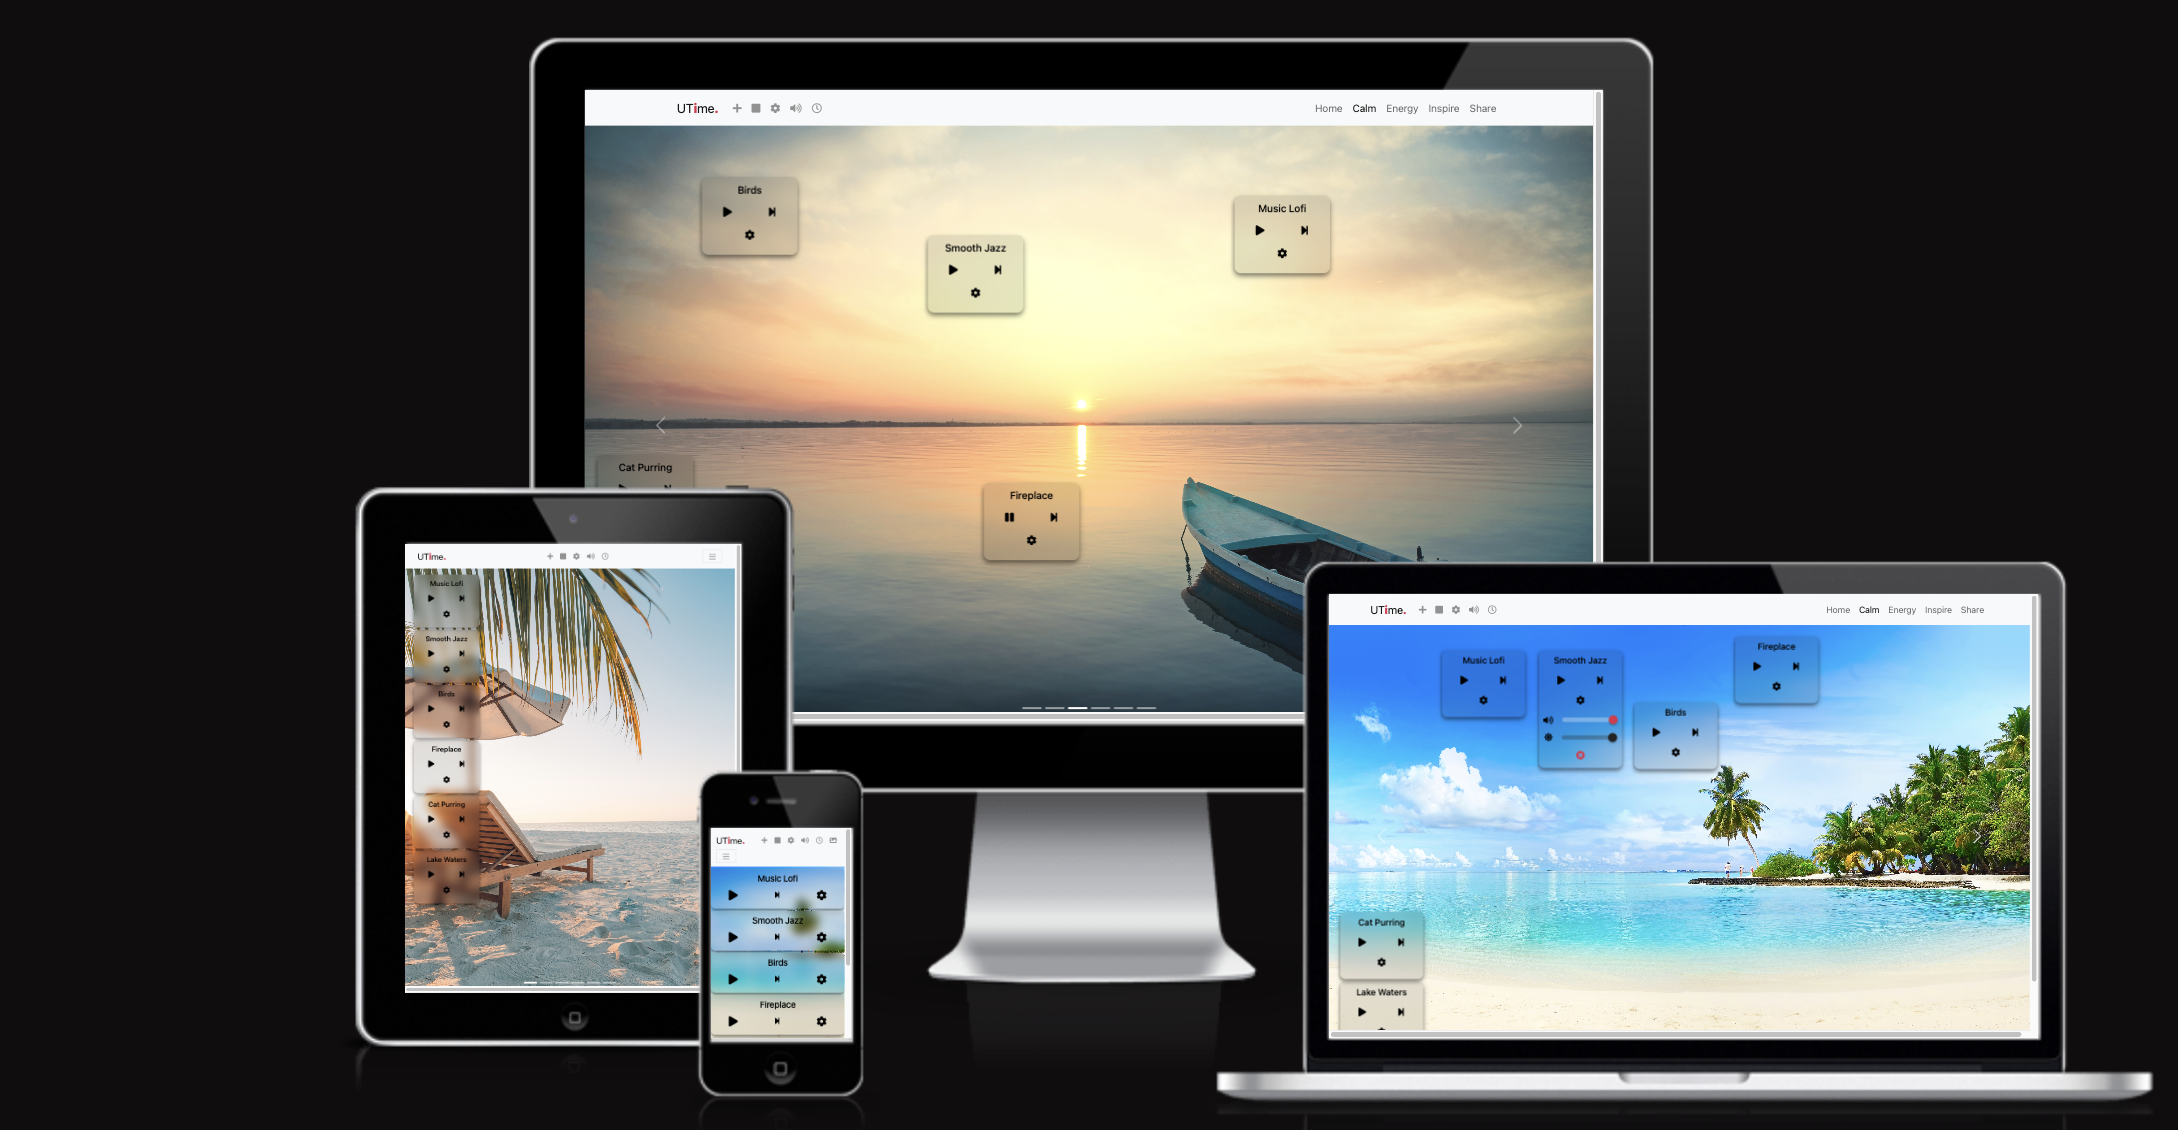 UTime.
Home Calm Energy Inspire Share
Birds
Smooth Jazz
Music Lofi
Cat Purring
Fireplace
UTime.
Music Lofi
Smooth Jazz
Birds
Fireplace
Cat Purring
Lake Waters
UTime.
Music Lofi
Smooth Jazz
Birds
Fireplace
UTime.
Home Calm Energy Inspire Share
Music Lofi
Smooth Jazz
Birds
Fireplace
Cat Purring
Lake Waters